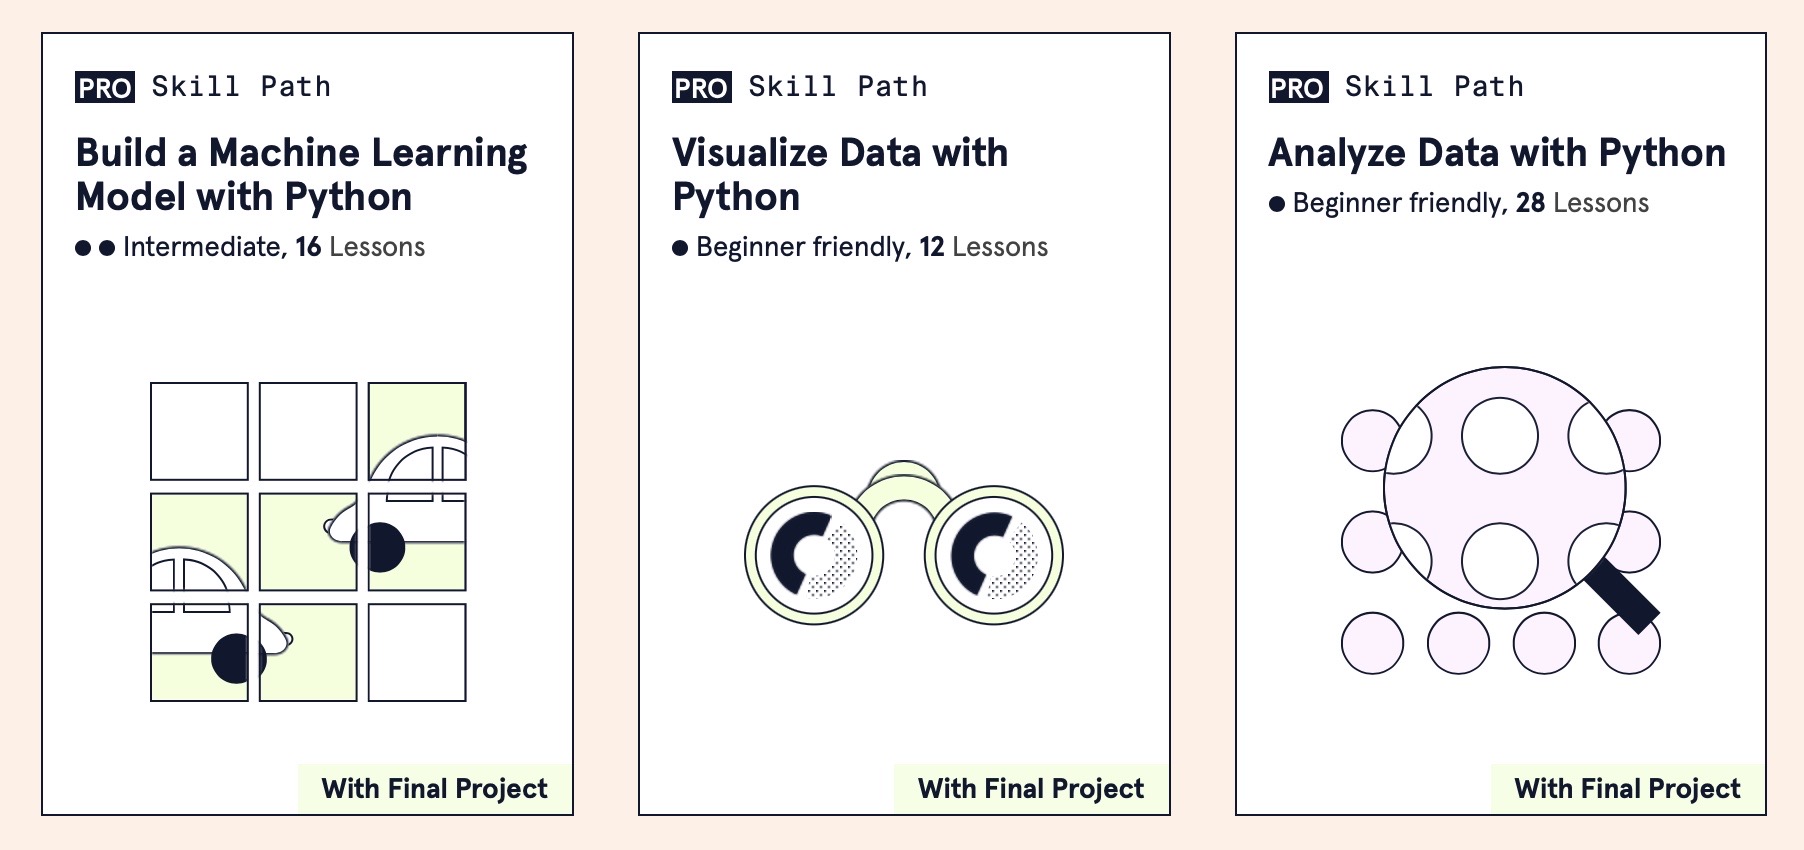 PRO Skill Path
Build a Machine Learning
Model with Python
Intermediate, 16 Lessons
With Final Project
PRO Skill Path
Visualize Data with
Python
Beginner friendly, 12 Lessons
With Final Project
PRO Skill Path
Analyze Data with Python
Beginner friendly, 28 Lessons
With Final Project